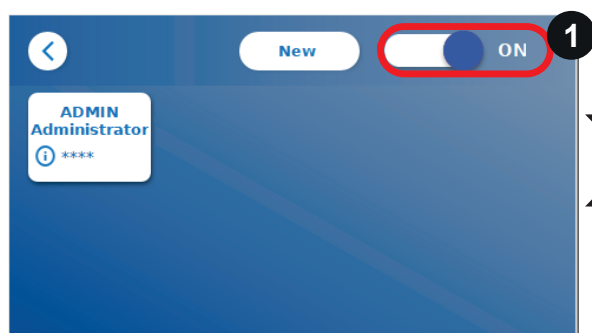 New
ON
1
ADMIN
Administrator
i ****